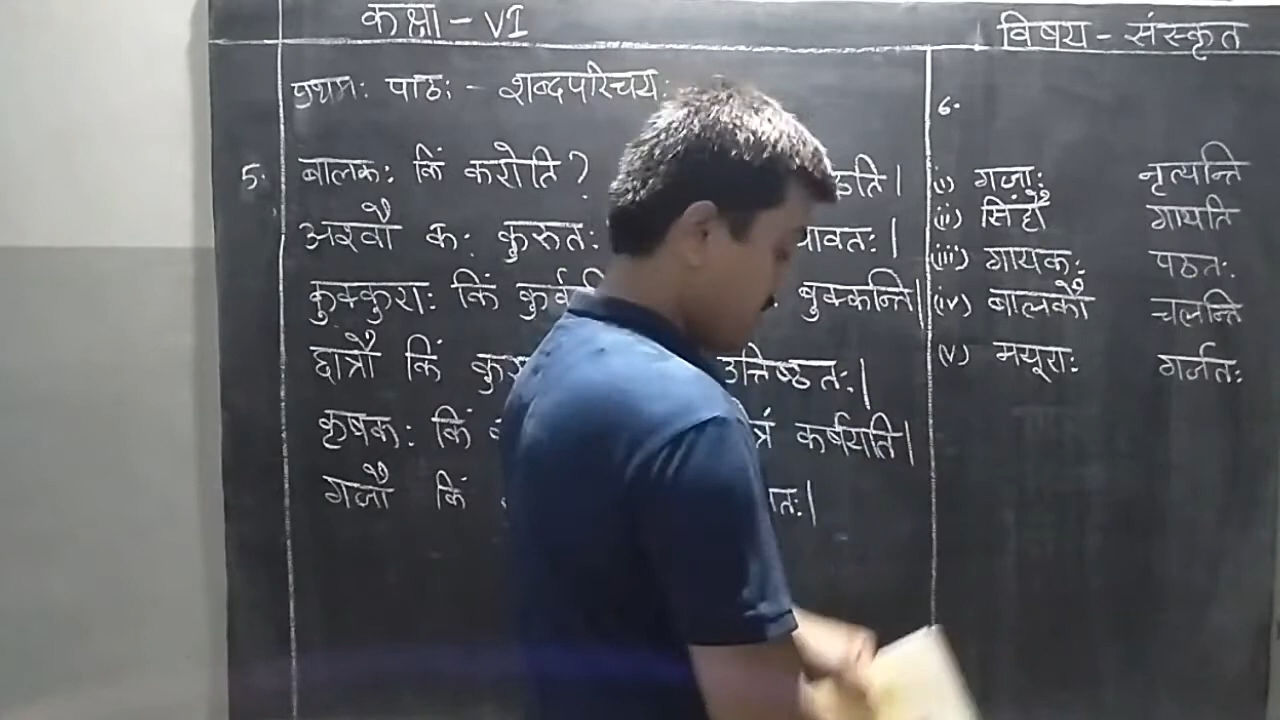 कक्षा - VI
विषय - संस्कृत
प्रथमः पाठः - शब्दपरिचयः
5. बालकः किं करोति?
अश्वौ कः कुरुतः
कुक्कुराः किं बुक्कन्ति|
छात्रौ किं उत्तिष्ठतः|
कृषकः किं कर्षयति|
गजौ किं
6.
(i) गजाः नृत्यन्ति
(ii) सिंहौ गायति
(iii) गायकः पठतः
(iv) बालकौ चलन्ति
(v) मयूराः गर्जतः